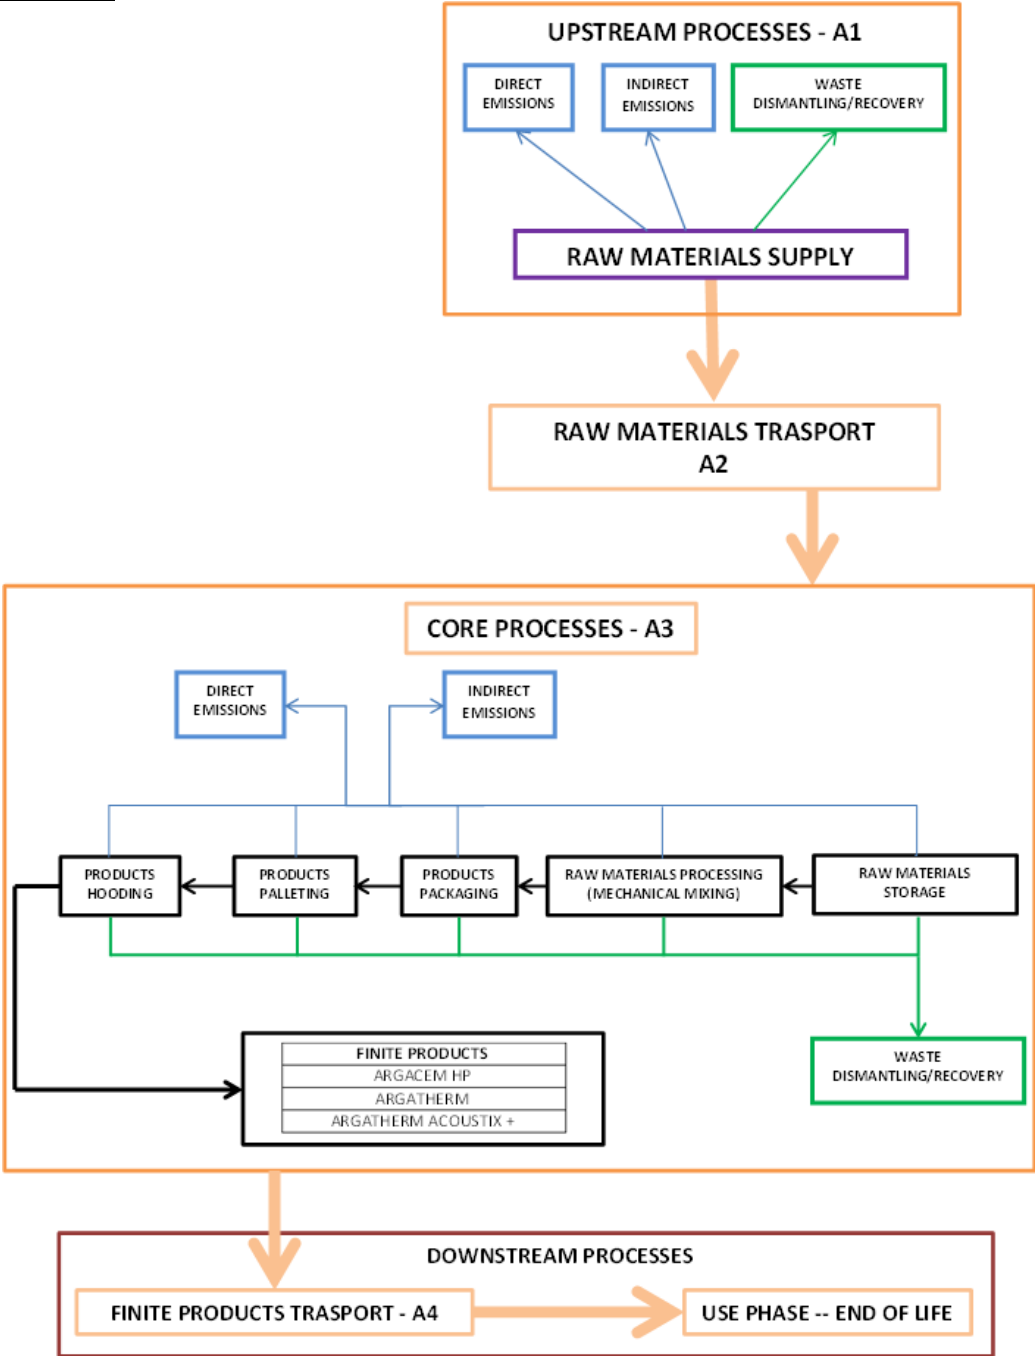 UPSTREAM PROCESSES - A1
DIRECT
EMISSIONS
INDIRECT
EMISSIONS
WASTE
DISMANTLING/RECOVERY
RAW MATERIALS SUPPLY
RAW MATERIALS TRASPORT
A2
CORE PROCESSES - A3
DIRECT
EMISSIONS
INDIRECT
EMISSIONS
PRODUCTS
HOODING
PRODUCTS
PALLETING
PRODUCTS
PACKAGING
RAW MATERIALS PROCESSING
(MECHANICAL MIXING)
RAW MATERIALS
STORAGE
FINITE PRODUCTS
ARGACEM HP
ARGATHERM
ARGATHERM ACOUSTIX +
WASTE
DISMANTLING/RECOVERY
DOWNSTREAM PROCESSES
FINITE PRODUCTS TRASPORT - A4
USE PHASE -- END OF LIFE